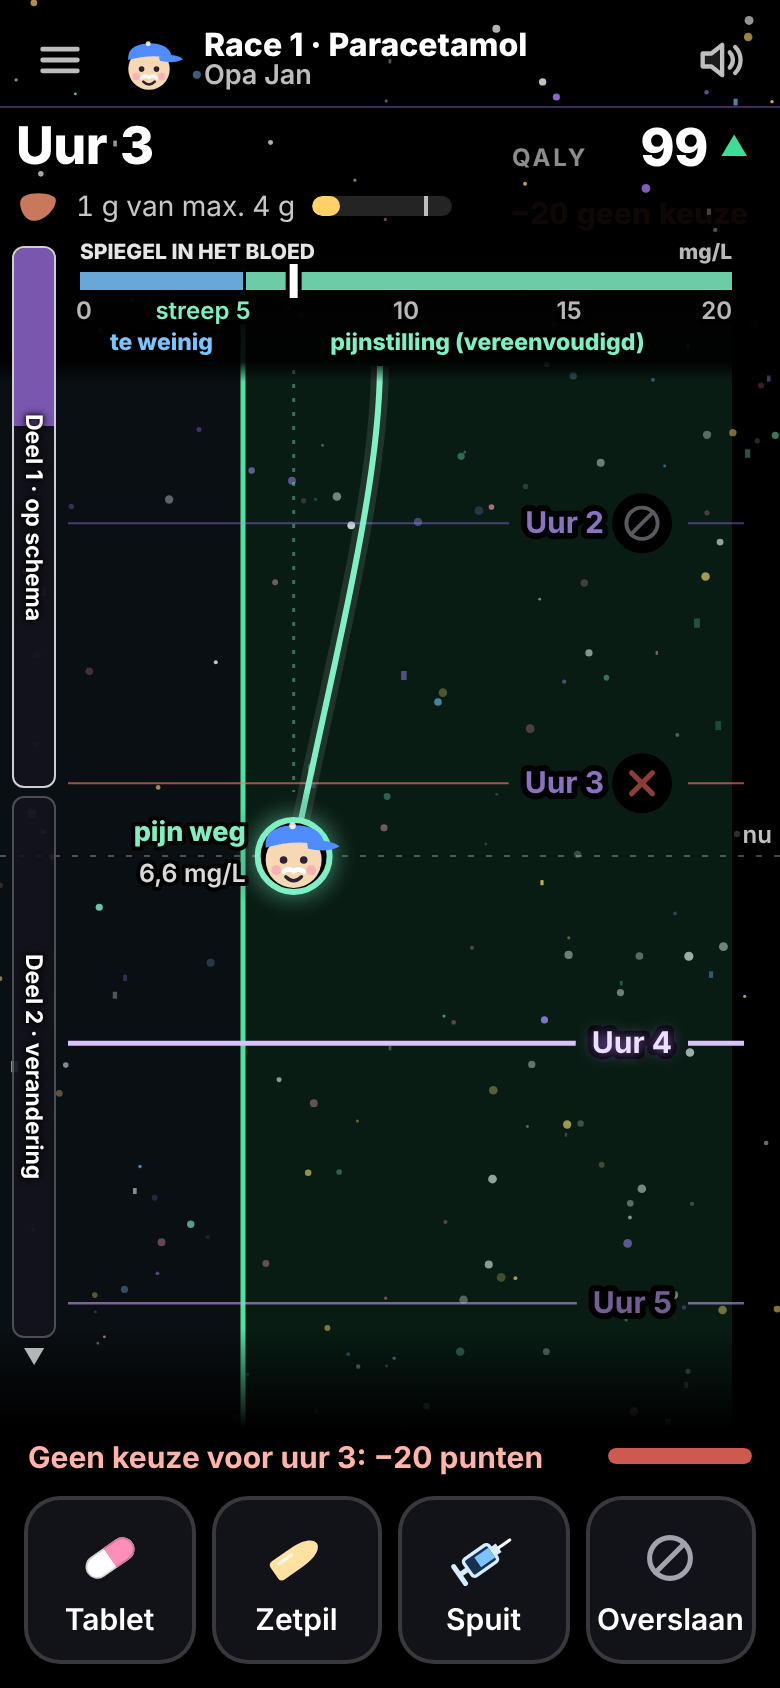 Race 1 · Paracetamol
Opa Jan
Uur 3
QALY 99
1 g van max. 4 g
−20 geen keuze
SPIEGEL IN HET BLOED mg/L
0 streep 5 10 15 20
te weinig pijnstilling (vereenvoudigd)
Deel 1 · op schema
Uur 2
Uur 3
pijn weg
nu
6,6 mg/L
Deel 2 · verandering
Uur 4
Uur 5
Geen keuze voor uur 3: −20 punten
Tablet Zetpil Spuit Overslaan